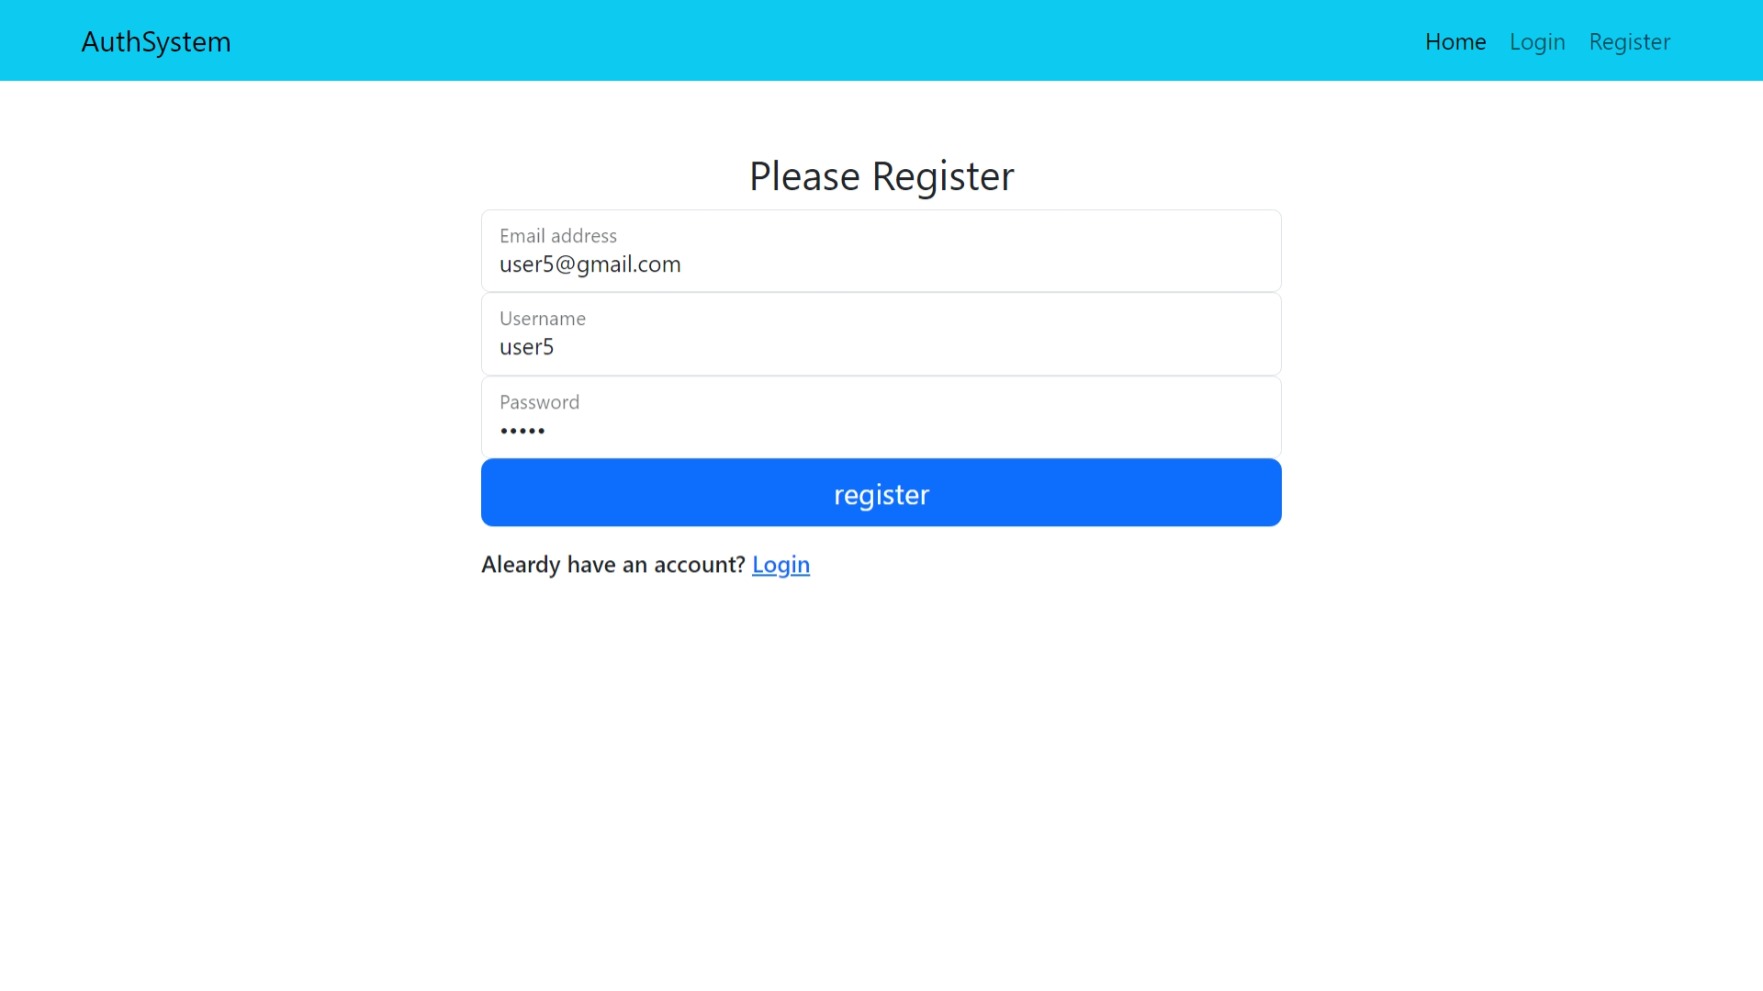 AuthSystem
Home Login Register
Please Register
Email address
user5@gmail.com
Username
user5
Password
•••••
register
Aleardy have an account? Login